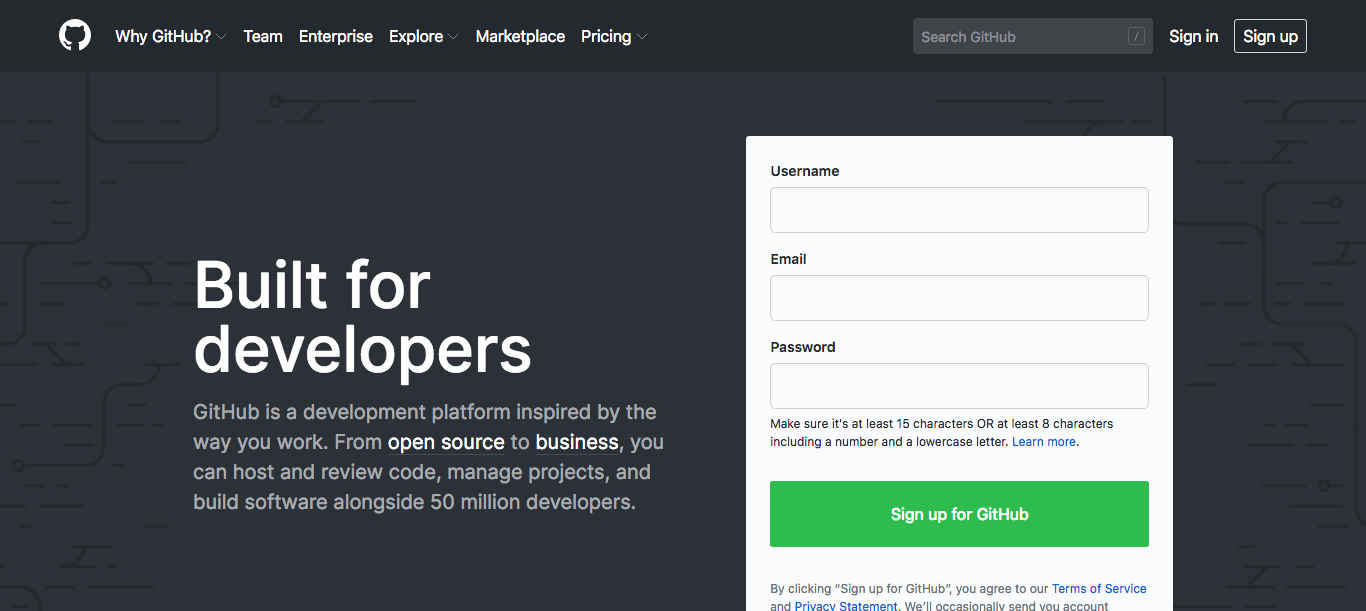 Why GitHub? Team Enterprise Explore Marketplace Pricing Search GitHub / Sign in Sign up
Built for
developers
GitHub is a development platform inspired by the
way you work. From open source to business, you
can host and review code, manage projects, and
build software alongside 50 million developers.
Username
Email
Password
Make sure it's at least 15 characters OR at least 8 characters
including a number and a lowercase letter. Learn more.
Sign up for GitHub
By clicking “Sign up for GitHub”, you agree to our Terms of Service
and Privacy Statement. We’ll occasionally send you account